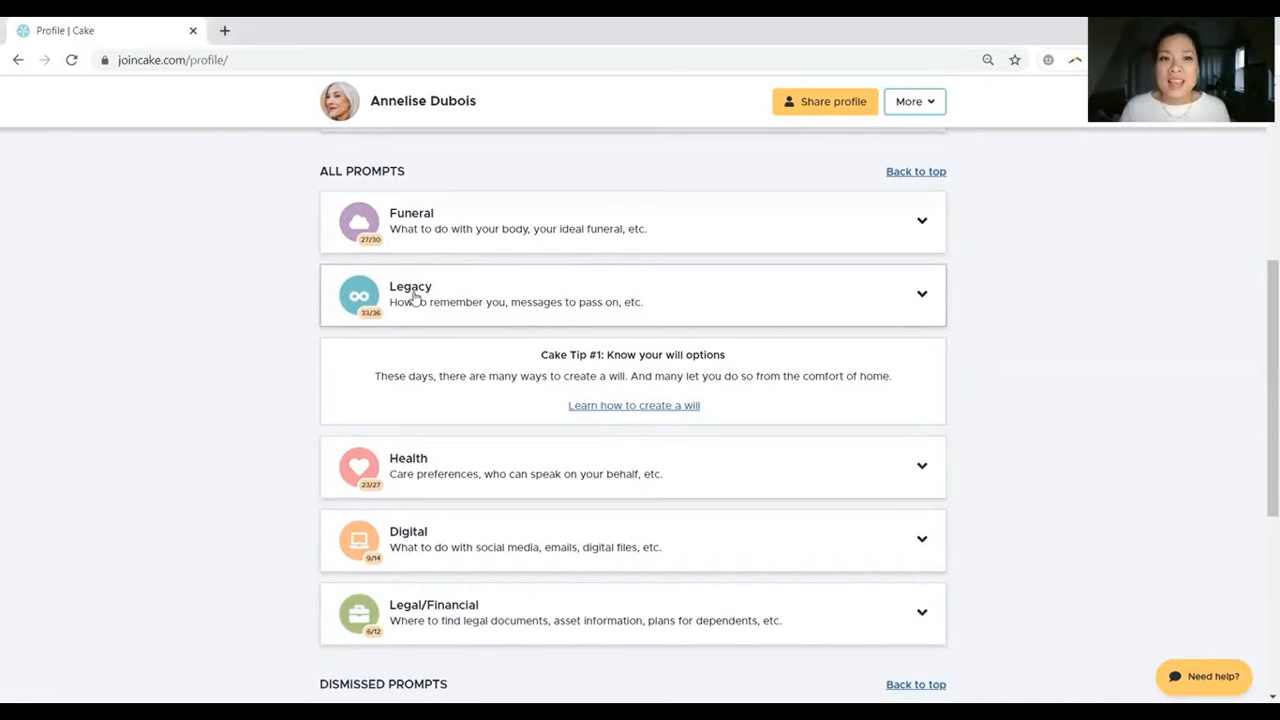 Profile | Cake
joincake.com/profile/
Annelise Dubois
Share profile
More
ALL PROMPTS
Back to top
Funeral
What to do with your body, your ideal funeral, etc.
27/30
Legacy
How to remember you, messages to pass on, etc.
33/36
Cake Tip #1: Know your will options
These days, there are many ways to create a will. And many let you do so from the comfort of home.
Learn how to create a will
Health
Care preferences, who can speak on your behalf, etc.
23/27
Digital
What to do with social media, emails, digital files, etc.
9/14
Legal/Financial
Where to find legal documents, asset information, plans for dependents, etc.
6/12
DISMISSED PROMPTS
Back to top
Need help?